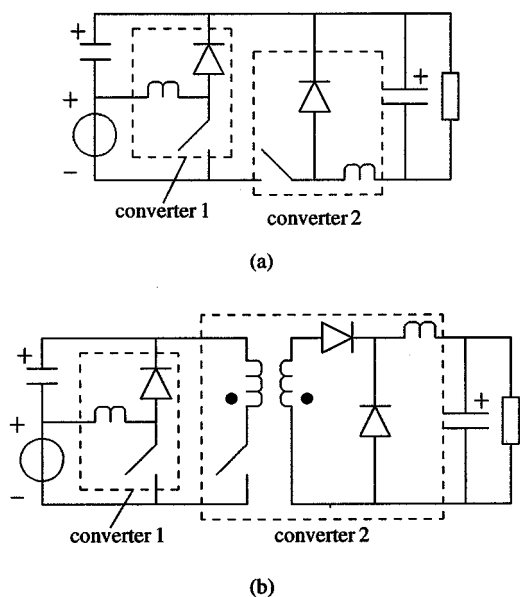 +
+
−
+
converter 1
converter 2
(a)
+
+
−
+
converter 1
converter 2
(b)